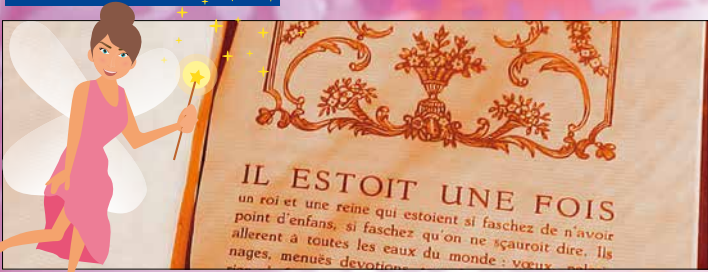 IL ESTOIT UNE FOIS
un roi et une reine qui estoient si faschez de n'avoir
point d'enfans, si faschez qu'on ne sçauroit dire. Ils
allerent à toutes les eaux du monde : vœux,
nages, menuës devotions